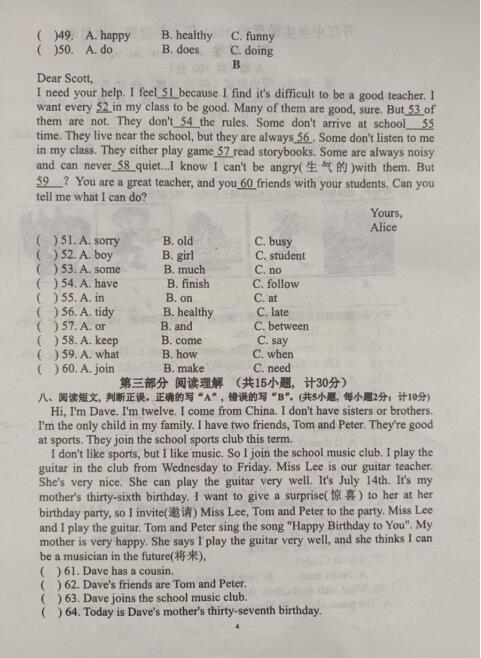 ( )49. A. happy B. healthy C. funny
( )50. A. do B. does C. doing
B
Dear Scott,
I need your help. I feel 51 because I find it's difficult to be a good teacher. I
want every 52 in my class to be good. Many of them are good, sure. But 53 of
them are not. They don't 54 the rules. Some don't arrive at school 55
time. They live near the school, but they are always 56 . Some don't listen to me
in my class. They either play game 57 read storybooks. Some are always noisy
and can never 58 quiet...I know I can't be angry(生气的)with them. But
59 ? You are a great teacher, and you 60 friends with your students. Can you
tell me what I can do?
Yours,
Alice
( )51. A. sorry B. old C. busy
( )52. A. boy B. girl C. student
( )53. A. some B. much C. no
( )54. A. have B. finish C. follow
( )55. A. in B. on C. at
( )56. A. tidy B. healthy C. late
( )57. A. or B. and C. between
( )58. A. keep B. come C. say
( )59. A. what B. how C. when
( )60. A. join B. make C. need
第三部分 阅读理解 (共15小题, 计30分)
八、阅读短文, 判断正误。正确的写"A", 错误的写"B"。(共5小题, 每小题2分; 计10分)
Hi, I'm Dave. I'm twelve. I come from China. I don't have sisters or brothers.
I'm the only child in my family. I have two friends, Tom and Peter. They're good
at sports. They join the school sports club this term.
I don't like sports, but I like music. So I join the school music club. I play the
guitar in the club from Wednesday to Friday. Miss Lee is our guitar teacher.
She's very nice. She can play the guitar very well. It's July 14th. It's my
mother's thirty-sixth birthday. I want to give a surprise(惊喜) to her at her
birthday party, so I invite(邀请) Miss Lee, Tom and Peter to the party. Miss Lee
and I play the guitar. Tom and Peter sing the song "Happy Birthday to You". My
mother is very happy. She says I play the guitar very well, and she thinks I can
be a musician in the future(将来),
( ) 61. Dave has a cousin.
( ) 62. Dave's friends are Tom and Peter.
( ) 63. Dave joins the school music club.
( ) 64. Today is Dave's mother's thirty-seventh birthday.
4